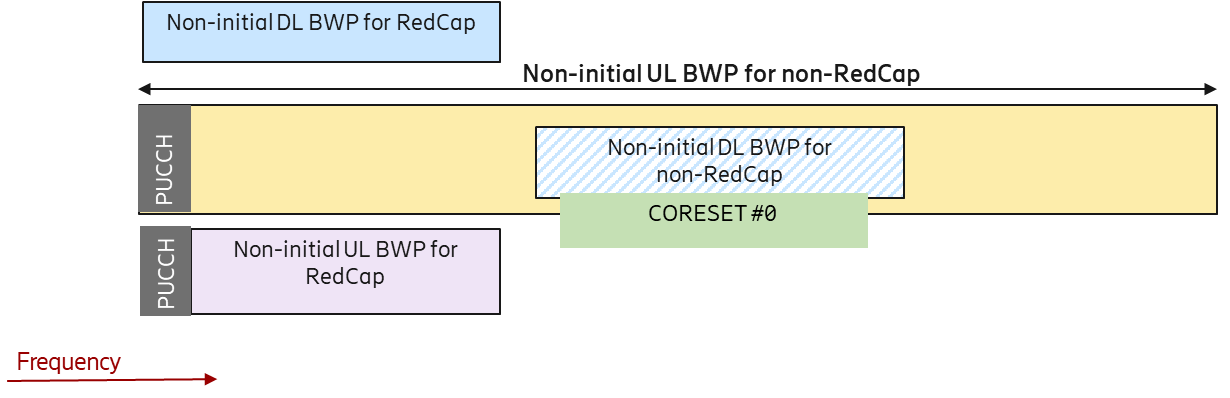 Non-initial DL BWP for RedCap
Non-initial UL BWP for non-RedCap
PUCCH
Non-initial DL BWP for
non-RedCap
CORESET #0
PUCCH
Non-initial UL BWP for
RedCap
Frequency